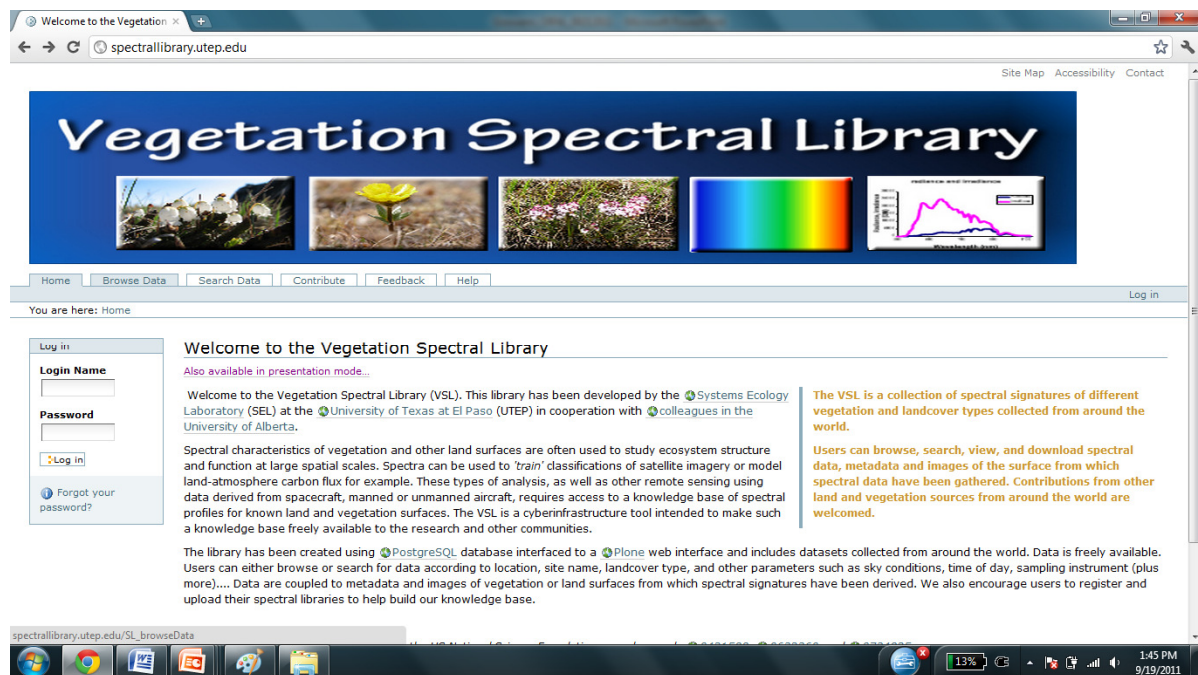 Welcome to the Vegetation
spectrallibrary.utep.edu
Site Map Accessibility Contact
Vegetation Spectral Library
radiance and irradiance
Wavelength (nm)
Home Browse Data Search Data Contribute Feedback Help
Log in
You are here: Home
Log in
Login Name
Password
Log in
Forgot your
password?
Welcome to the Vegetation Spectral Library
Also available in presentation mode...
Welcome to the Vegetation Spectral Library (VSL). This library has been developed by the Systems Ecology
Laboratory (SEL) at the University of Texas at El Paso (UTEP) in cooperation with colleagues in the
University of Alberta.
Spectral characteristics of vegetation and other land surfaces are often used to study ecosystem structure
and function at large spatial scales. Spectra can be used to 'train' classifications of satellite imagery or model
land-atmosphere carbon flux for example. These types of analysis, as well as other remote sensing using
data derived from spacecraft, manned or unmanned aircraft, requires access to a knowledge base of spectral
profiles for known land and vegetation surfaces. The VSL is a cyberinfrastructure tool intended to make such
a knowledge base freely available to the research and other communities.
The VSL is a collection of spectral signatures of different
vegetation and landcover types collected from around the
world.
Users can browse, search, view, and download spectral
data, metadata and images of the surface from which
spectral data have been gathered. Contributions from other
land and vegetation sources from around the world are
welcomed.
The library has been created using PostgreSQL database interfaced to a Plone web interface and includes datasets collected from around the world. Data is freely available.
Users can either browse or search for data according to location, site name, landcover type, and other parameters such as sky conditions, time of day, sampling instrument (plus
more).... Data are coupled to metadata and images of vegetation or land surfaces from which spectral signatures have been derived. We also encourage users to register and
upload their spectral libraries to help build our knowledge base.
spectrallibrary.utep.edu/SL_browseData
13%
1:45 PM
9/19/2011